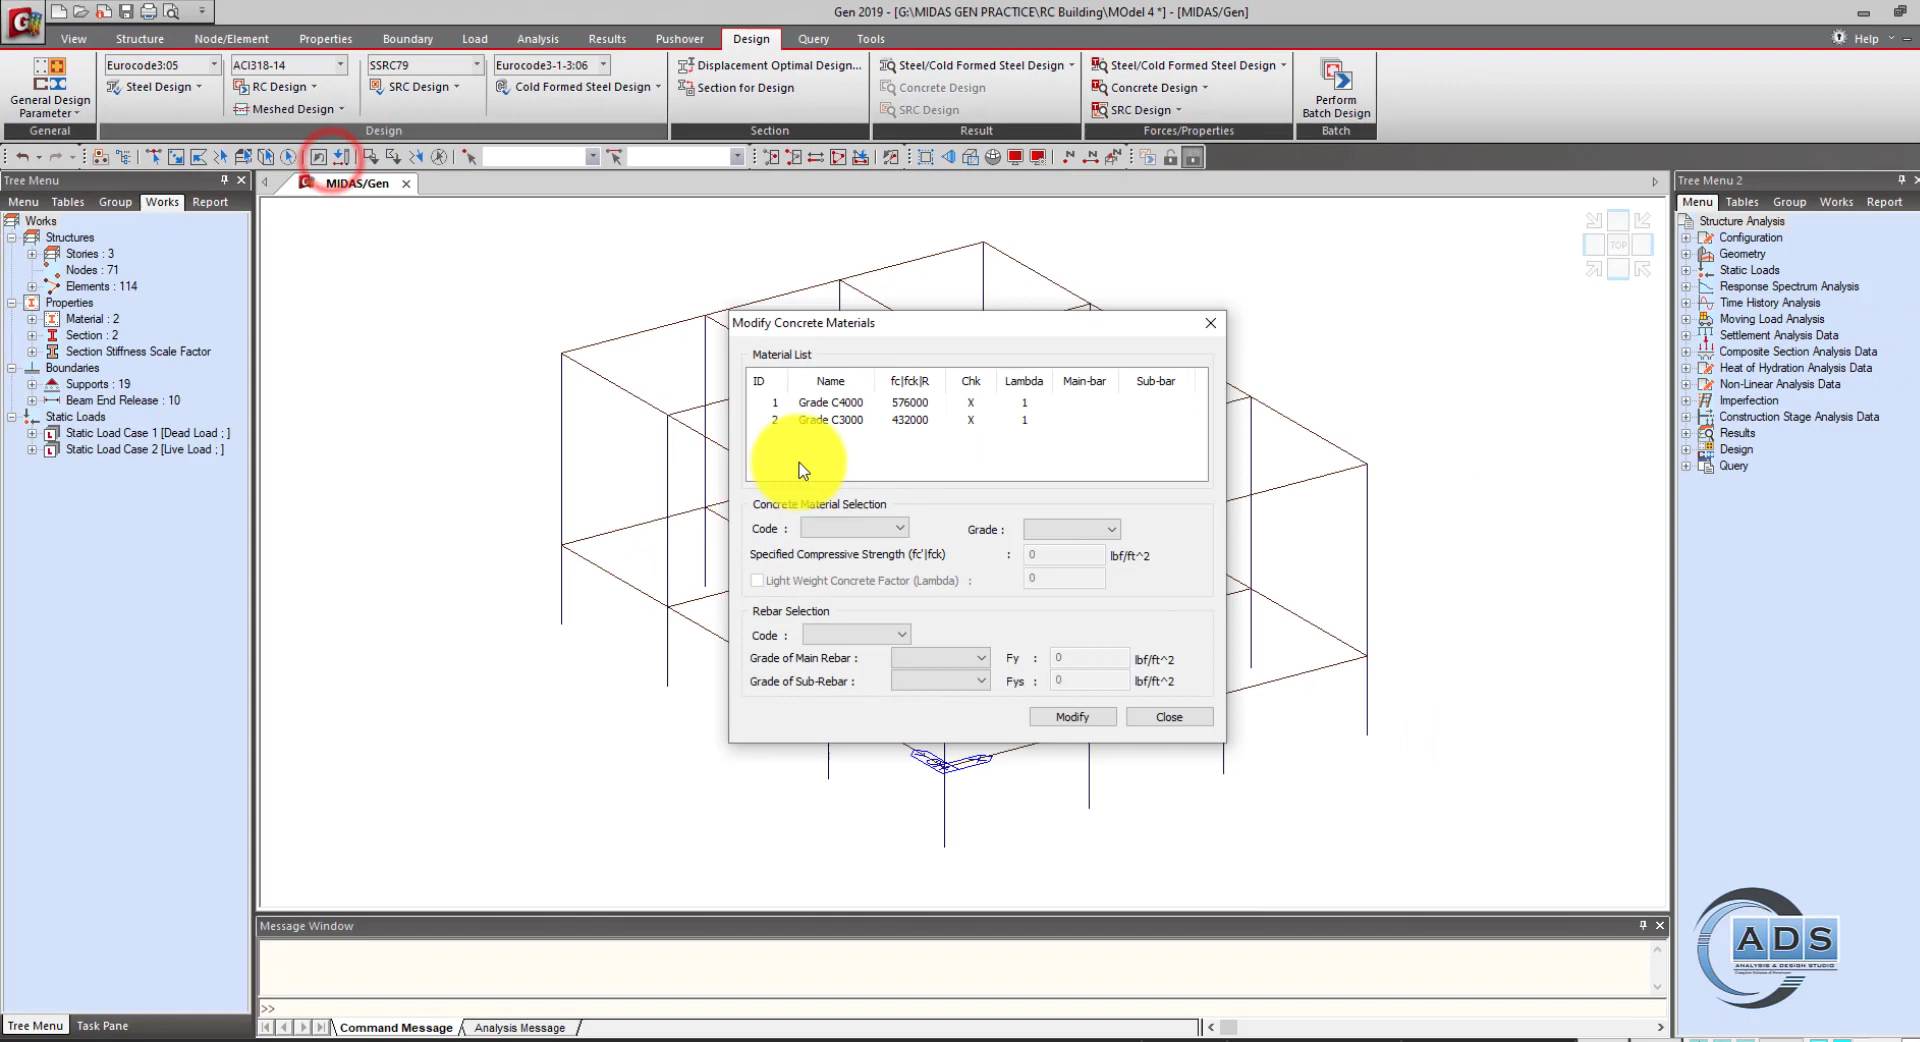 Gen 2019 - [G:\MIDAS GEN PRACTICE\RC Building\MOdel 4 *] - [MIDAS/Gen]
View Structure Node/Element Properties Boundary Load Analysis Results Pushover Design Query Tools Help
Eurocode3:05 ACI318-14 SSRC79 Eurocode3-1-3:06 Displacement Optimal Design... Steel/Cold Formed Steel Design Steel/Cold Formed Steel Design
Steel Design RC Design SRC Design Cold Formed Steel Design Section for Design Concrete Design Concrete Design
General Design Parameter Meshed Design SRC Design SRC Design Perform Batch Design
General Design Section Result Forces/Properties Batch
Tree Menu
Menu Tables Group Works Report
Works
Structures
Stories : 3
Nodes : 71
Elements : 114
Properties
Material : 2
Section : 2
Section Stiffness Scale Factor
Boundaries
Supports : 19
Beam End Release : 10
Static Loads
Static Load Case 1 [Dead Load ; ]
Static Load Case 2 [Live Load ; ]
Tree Menu Task Pane
MIDAS/Gen
TOP
Modify Concrete Materials
Material List
ID Name fc|fck|R Chk Lambda Main-bar Sub-bar
1 Grade C4000 576000 X 1
2 Grade C3000 432000 X 1
Concrete Material Selection
Code : Grade :
Specified Compressive Strength (fc'|fck) : 0 lbf/ft^2
Light Weight Concrete Factor (Lambda) : 0
Rebar Selection
Code :
Grade of Main Rebar : Fy : 0 lbf/ft^2
Grade of Sub-Rebar : Fys : 0 lbf/ft^2
Modify Close
Message Window
>>
Command Message Analysis Message
Tree Menu 2
Menu Tables Group Works Report
Structure Analysis
Configuration
Geometry
Static Loads
Response Spectrum Analysis
Time History Analysis
Moving Load Analysis
Settlement Analysis Data
Composite Section Analysis Data
Heat of Hydration Analysis Data
Non-Linear Analysis Data
Imperfection
Construction Stage Analysis Data
Results
Design
Query
ADS
ANALYSIS & DESIGN STUDIO